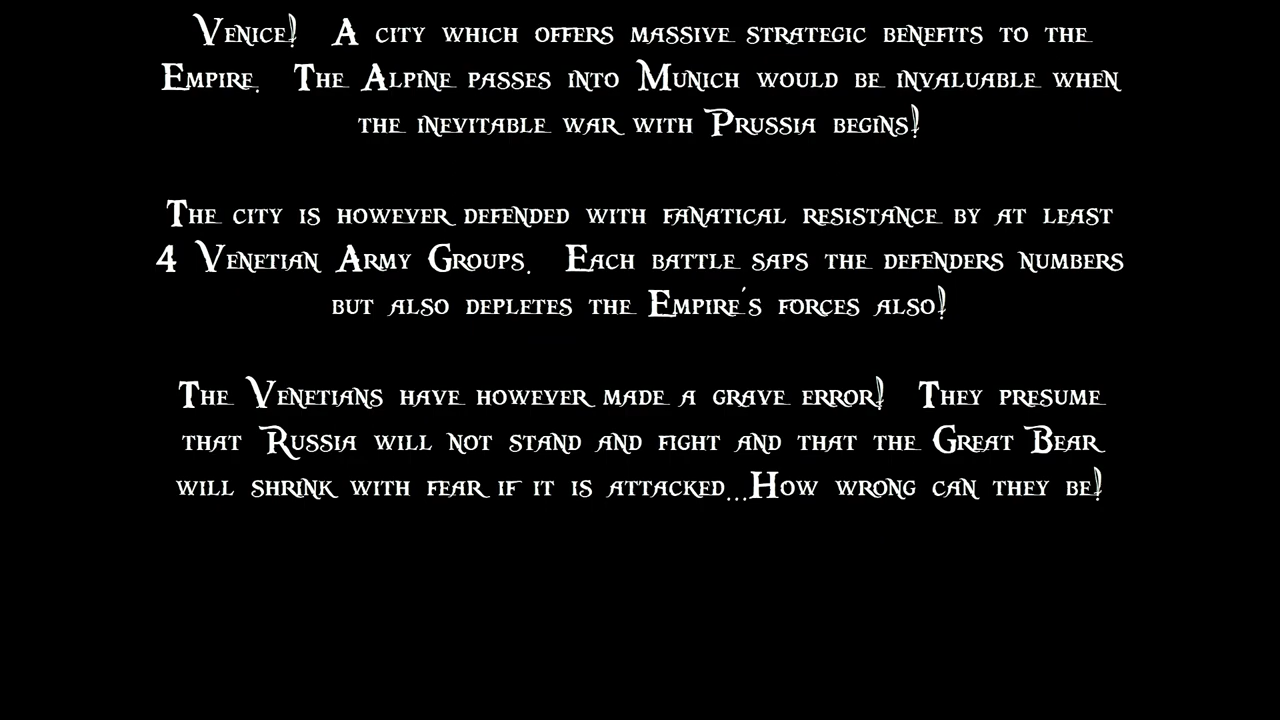 Venice! A city which offers massive strategic benefits to the
Empire. The Alpine passes into Munich would be invaluable when
the inevitable war with Prussia begins!
The city is however defended with fanatical resistance by at least
4 Venetian Army Groups. Each battle saps the defenders numbers
but also depletes the Empire's forces also!
The Venetians have however made a grave error! They presume
that Russia will not stand and fight and that the Great Bear
will shrink with fear if it is attacked...How wrong can they be!